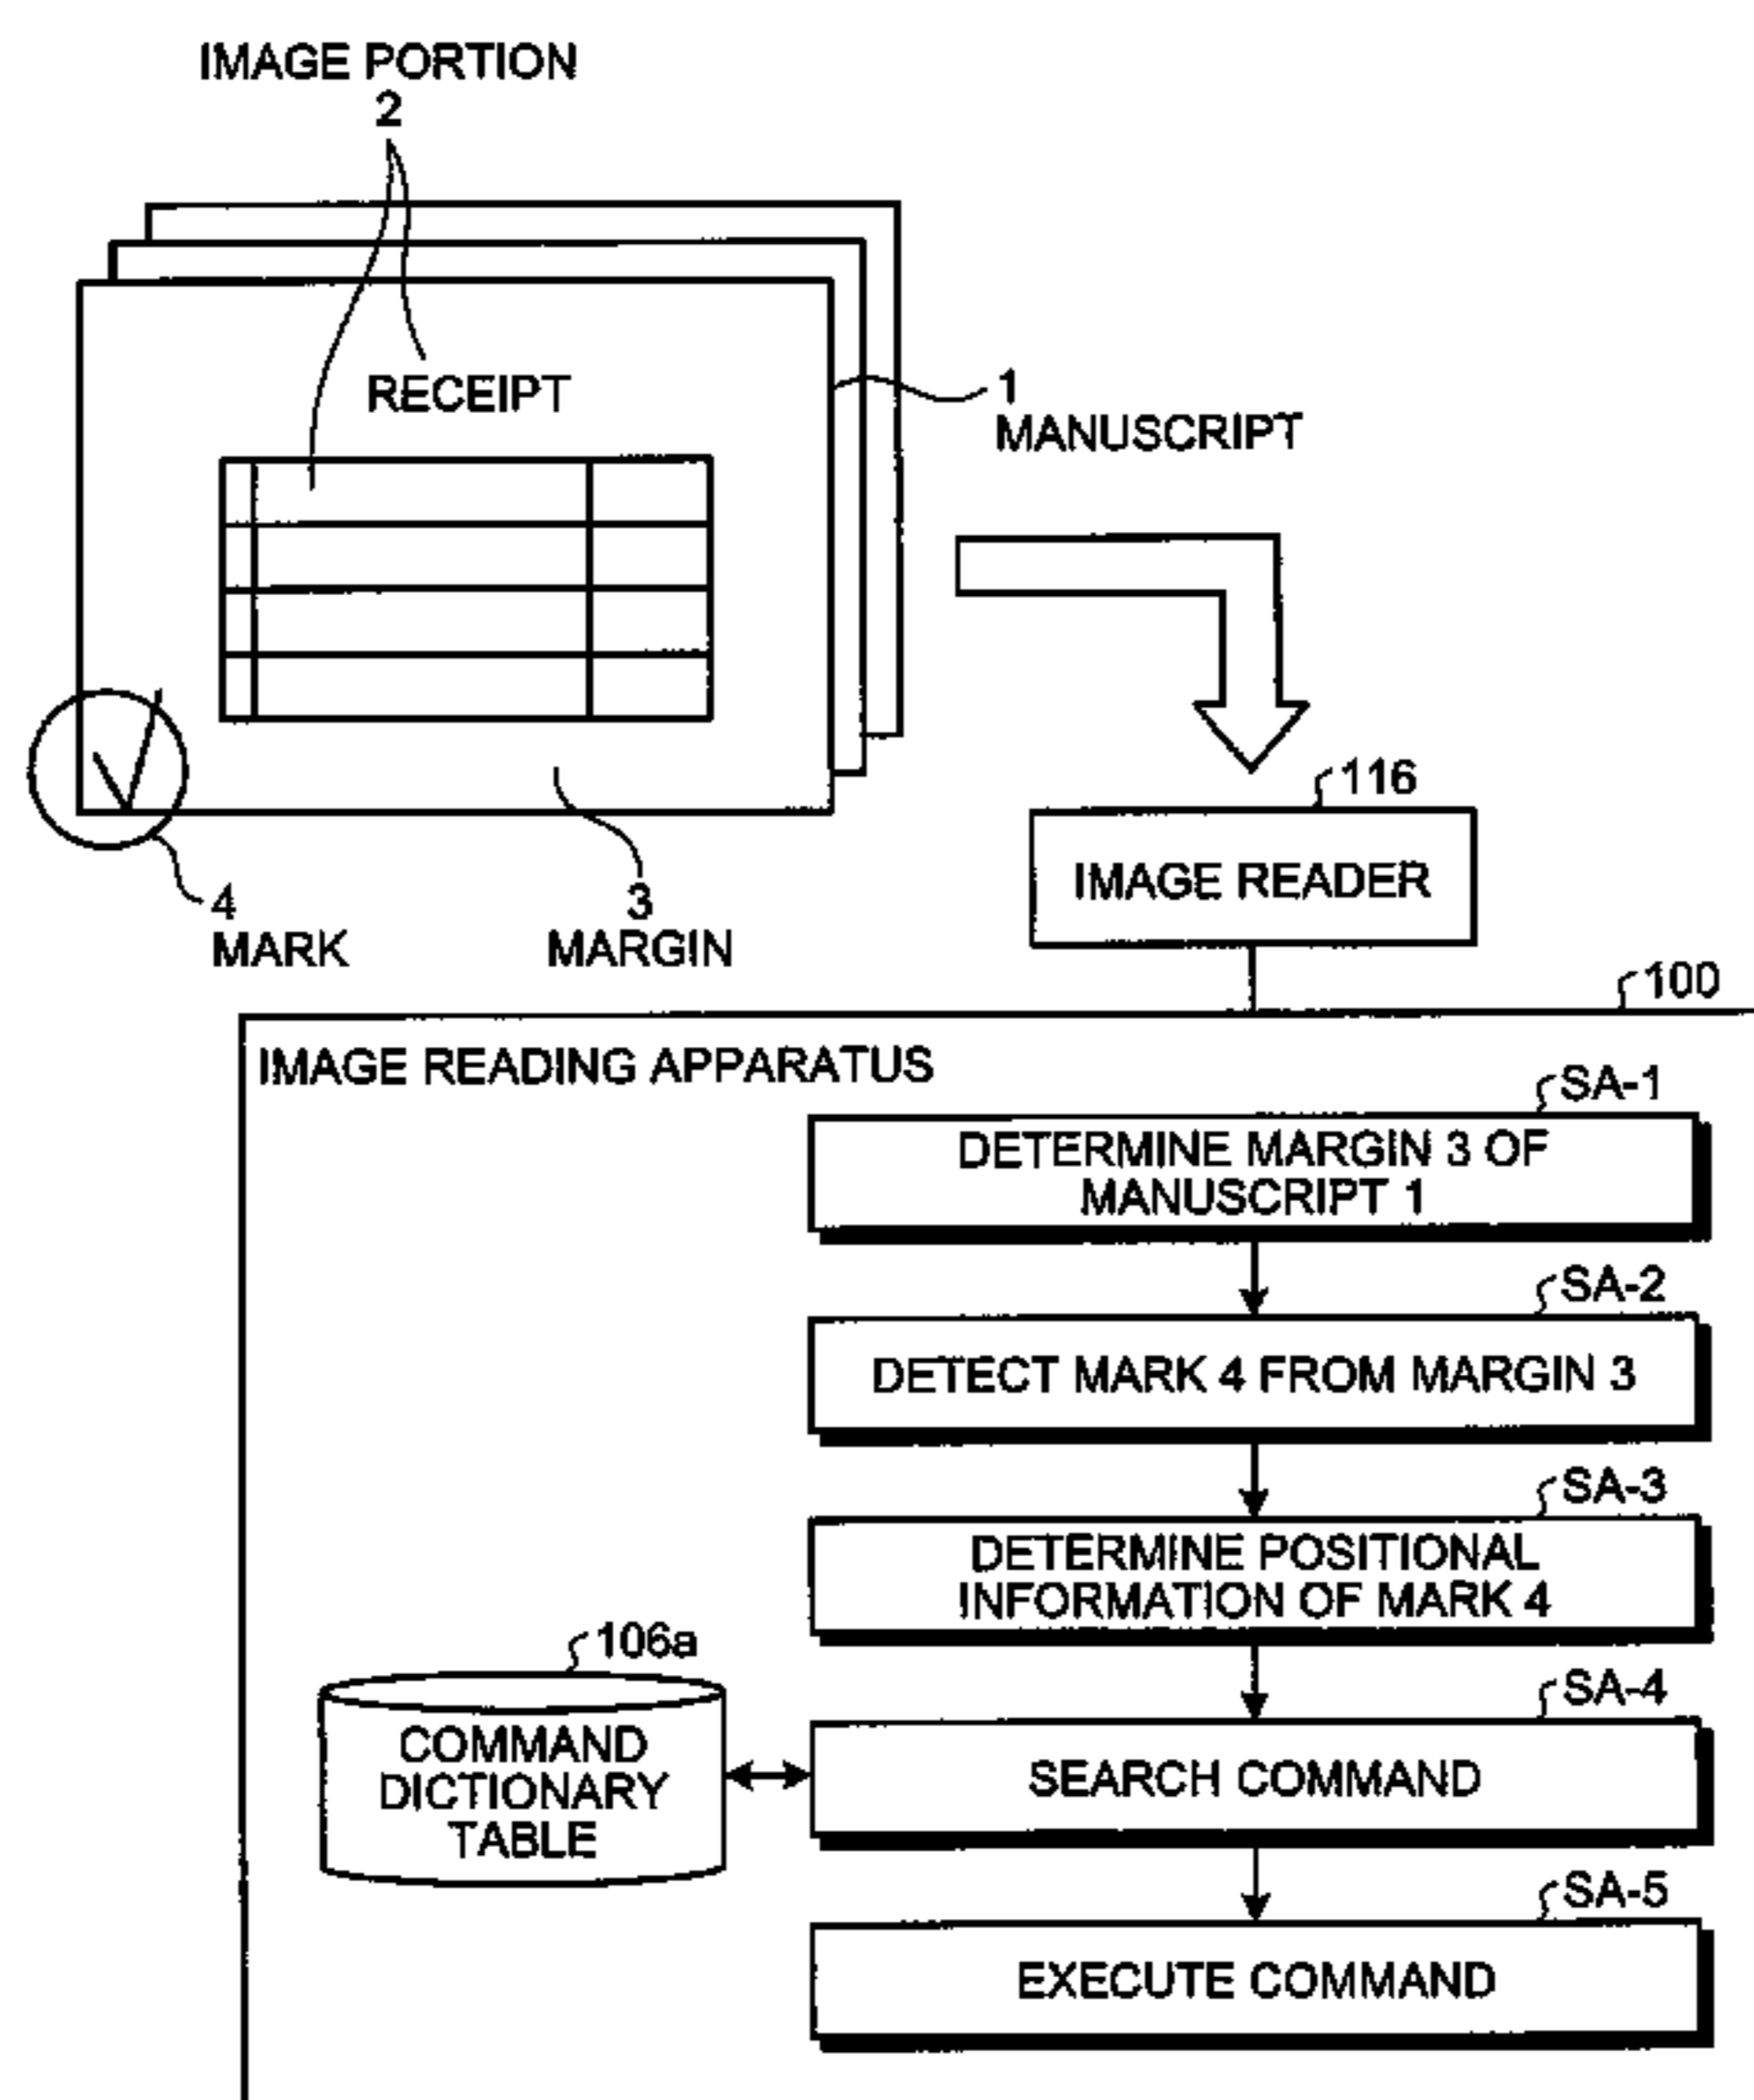 IMAGE PORTION
2
RECEIPT
1
MANUSCRIPT
4
MARK
3
MARGIN
116
IMAGE READER
100
IMAGE READING APPARATUS
SA-1
DETERMINE MARGIN 3 OF
MANUSCRIPT 1
SA-2
DETECT MARK 4 FROM MARGIN 3
SA-3
DETERMINE POSITIONAL
INFORMATION OF MARK 4
106a
COMMAND
DICTIONARY
TABLE
SA-4
SEARCH COMMAND
SA-5
EXECUTE COMMAND